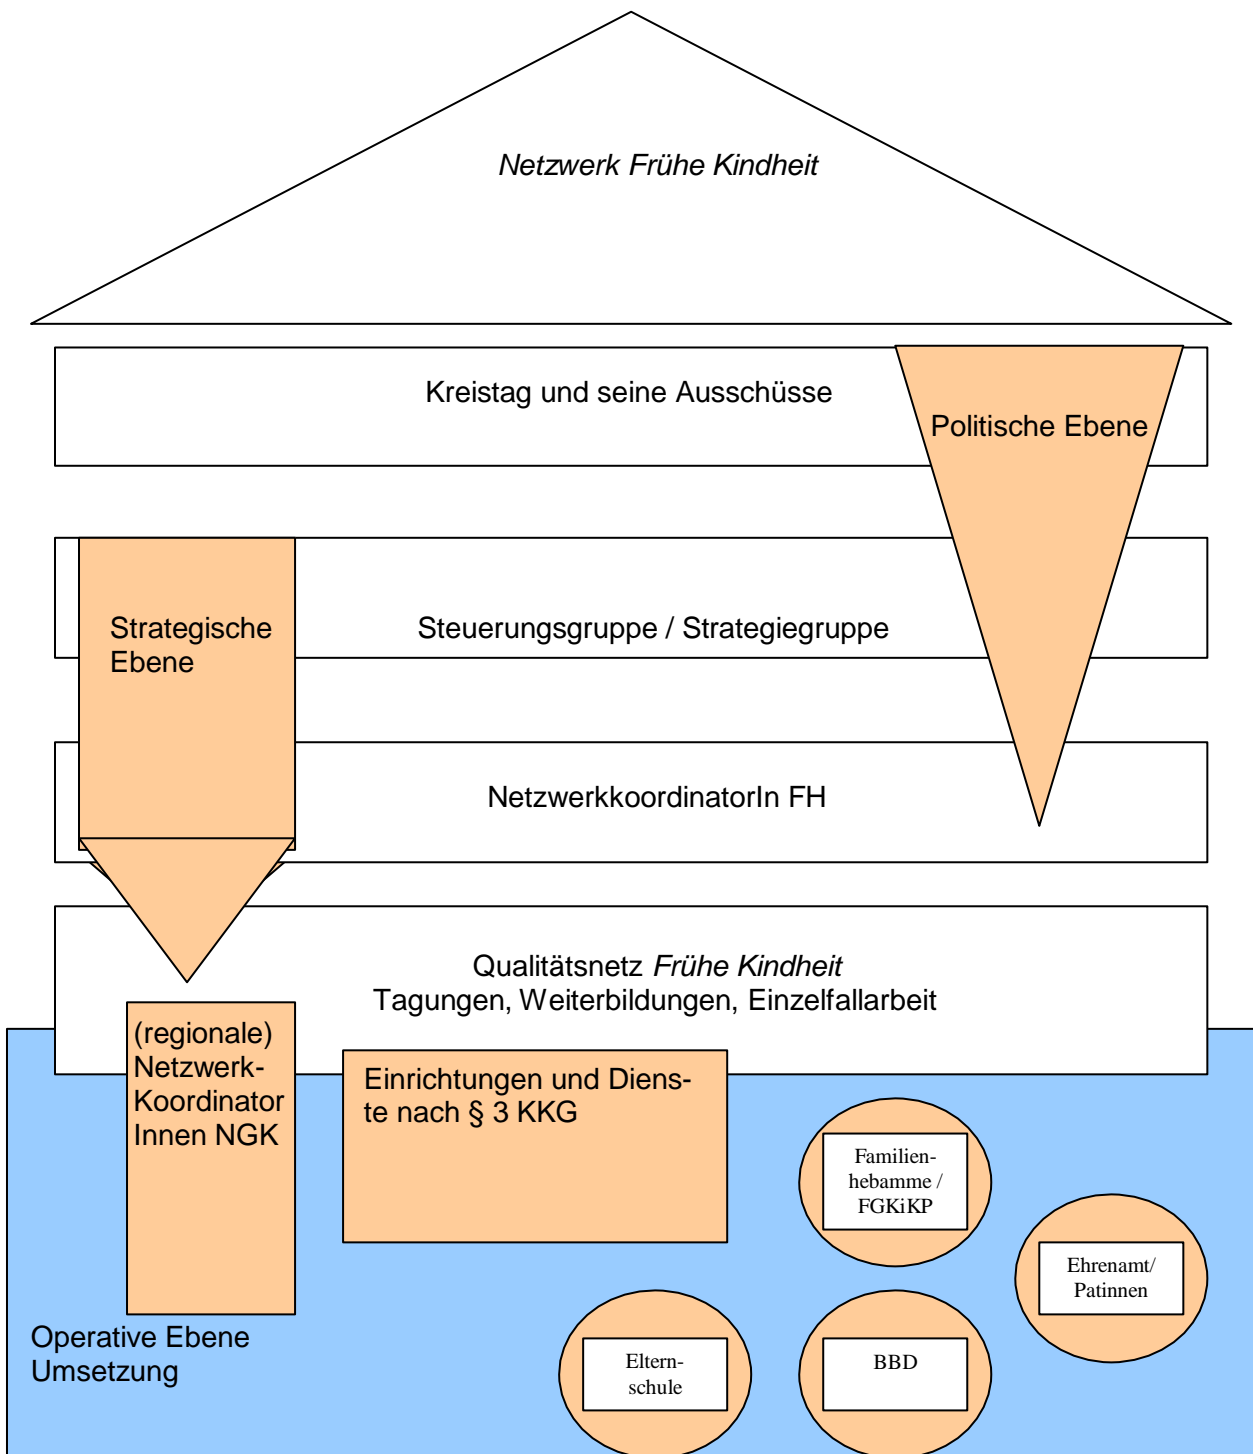 Netzwerk Frühe Kindheit
Kreistag und seine Ausschüsse
Politische Ebene
Strategische
Ebene
Steuerungsgruppe / Strategiegruppe
NetzwerkkoordinatorIn FH
Qualitätsnetz Frühe Kindheit
Tagungen, Weiterbildungen, Einzelfallarbeit
(regionale)
Netzwerk-
Koordinator
Innen NGK
Einrichtungen und Diens-
te nach § 3 KKG
Familien-
hebamme /
FGKiKP
Ehrenamt/
Patinnen
Operative Ebene
Umsetzung
Eltern-
schule
BBD